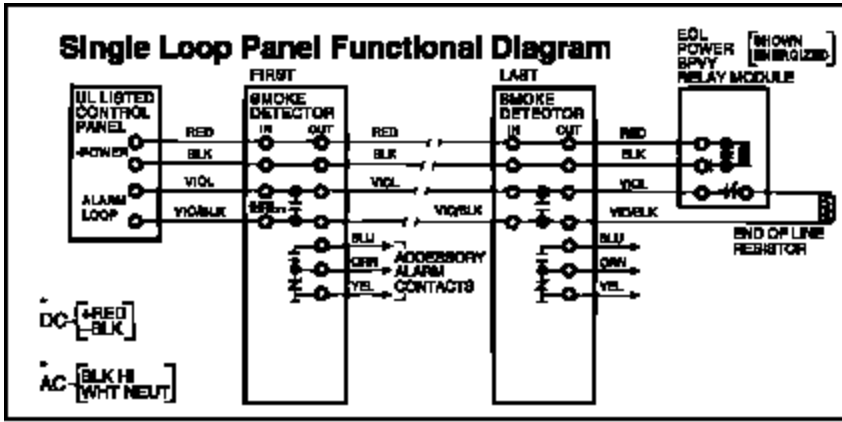 Single Loop Panel Functional Diagram
EOL
POWER
SPVY
RELAY MODULE
SHOWN
ENERGIZED
FIRST
LAST
UL LISTED
CONTROL
PANEL
SMOKE
DETECTOR
IN OUT
SMOKE
DETECTOR
IN OUT
RED
RED
RED
POWER
BLK
BLK
BLK
VIOL
VIOL
VIOL
ALARM
LOOP
VIO/BLK
VIO/BLK
VIO/BLK
END OF LINE
RESISTOR
BLU
ORN
YEL
ACCESSORY
ALARM
CONTACTS
BLU
ORN
YEL
*
DC +RED
–BLK
*
AC BLK HI
WHT NEUT